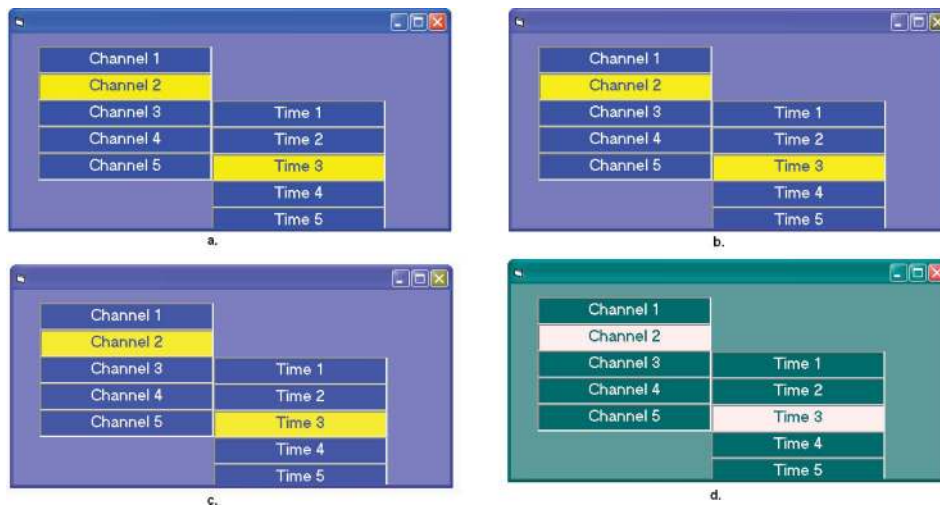 Channel 1
Channel 2
Channel 3
Channel 4
Channel 5
Time 1
Time 2
Time 3
Time 4
Time 5
a.
Channel 1
Channel 2
Channel 3
Channel 4
Channel 5
Time 1
Time 2
Time 3
Time 4
Time 5
b.
Channel 1
Channel 2
Channel 3
Channel 4
Channel 5
Time 1
Time 2
Time 3
Time 4
Time 5
c.
Channel 1
Channel 2
Channel 3
Channel 4
Channel 5
Time 1
Time 2
Time 3
Time 4
Time 5
d.